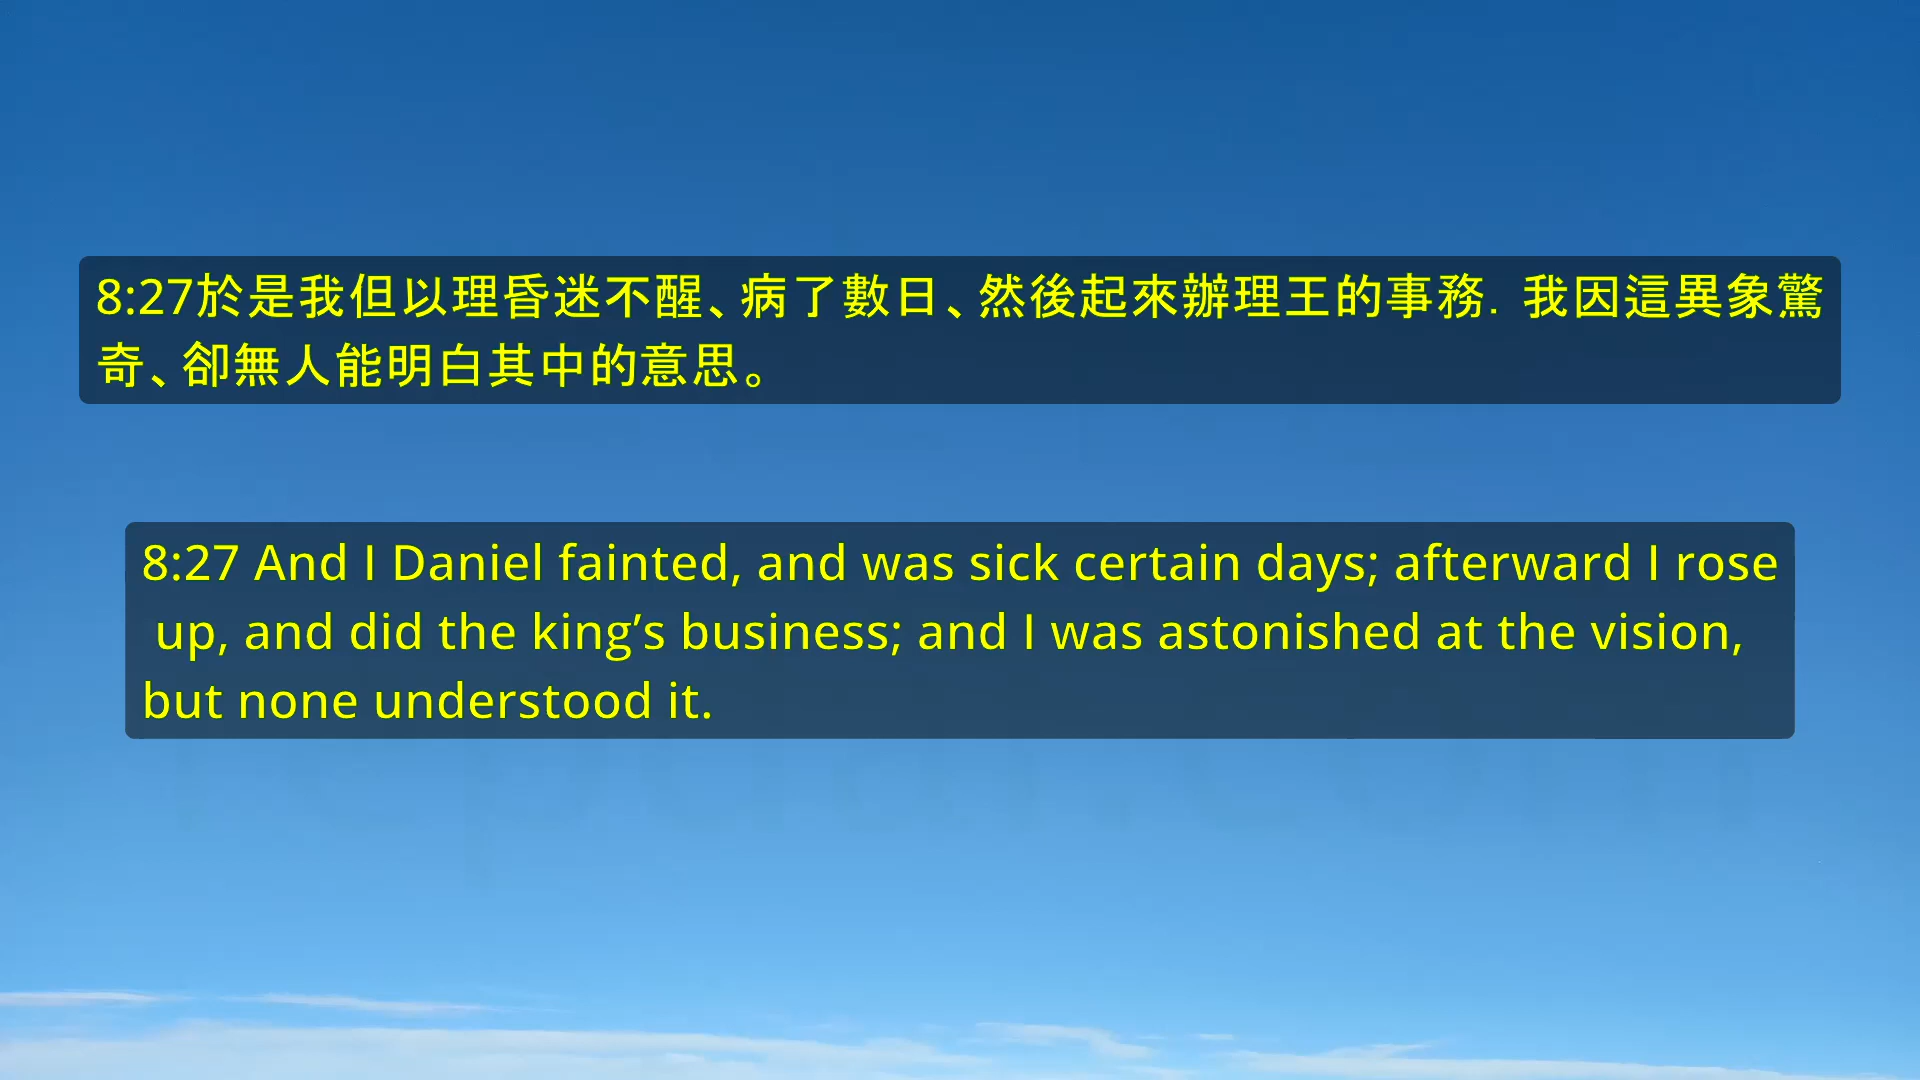 8:27於是我但以理昏迷不醒、病了數日、然後起來辦理王的事務. 我因這異象驚
奇、卻無人能明白其中的意思。
8:27 And I Daniel fainted, and was sick certain days; afterward I rose
up, and did the king’s business; and I was astonished at the vision,
but none understood it.